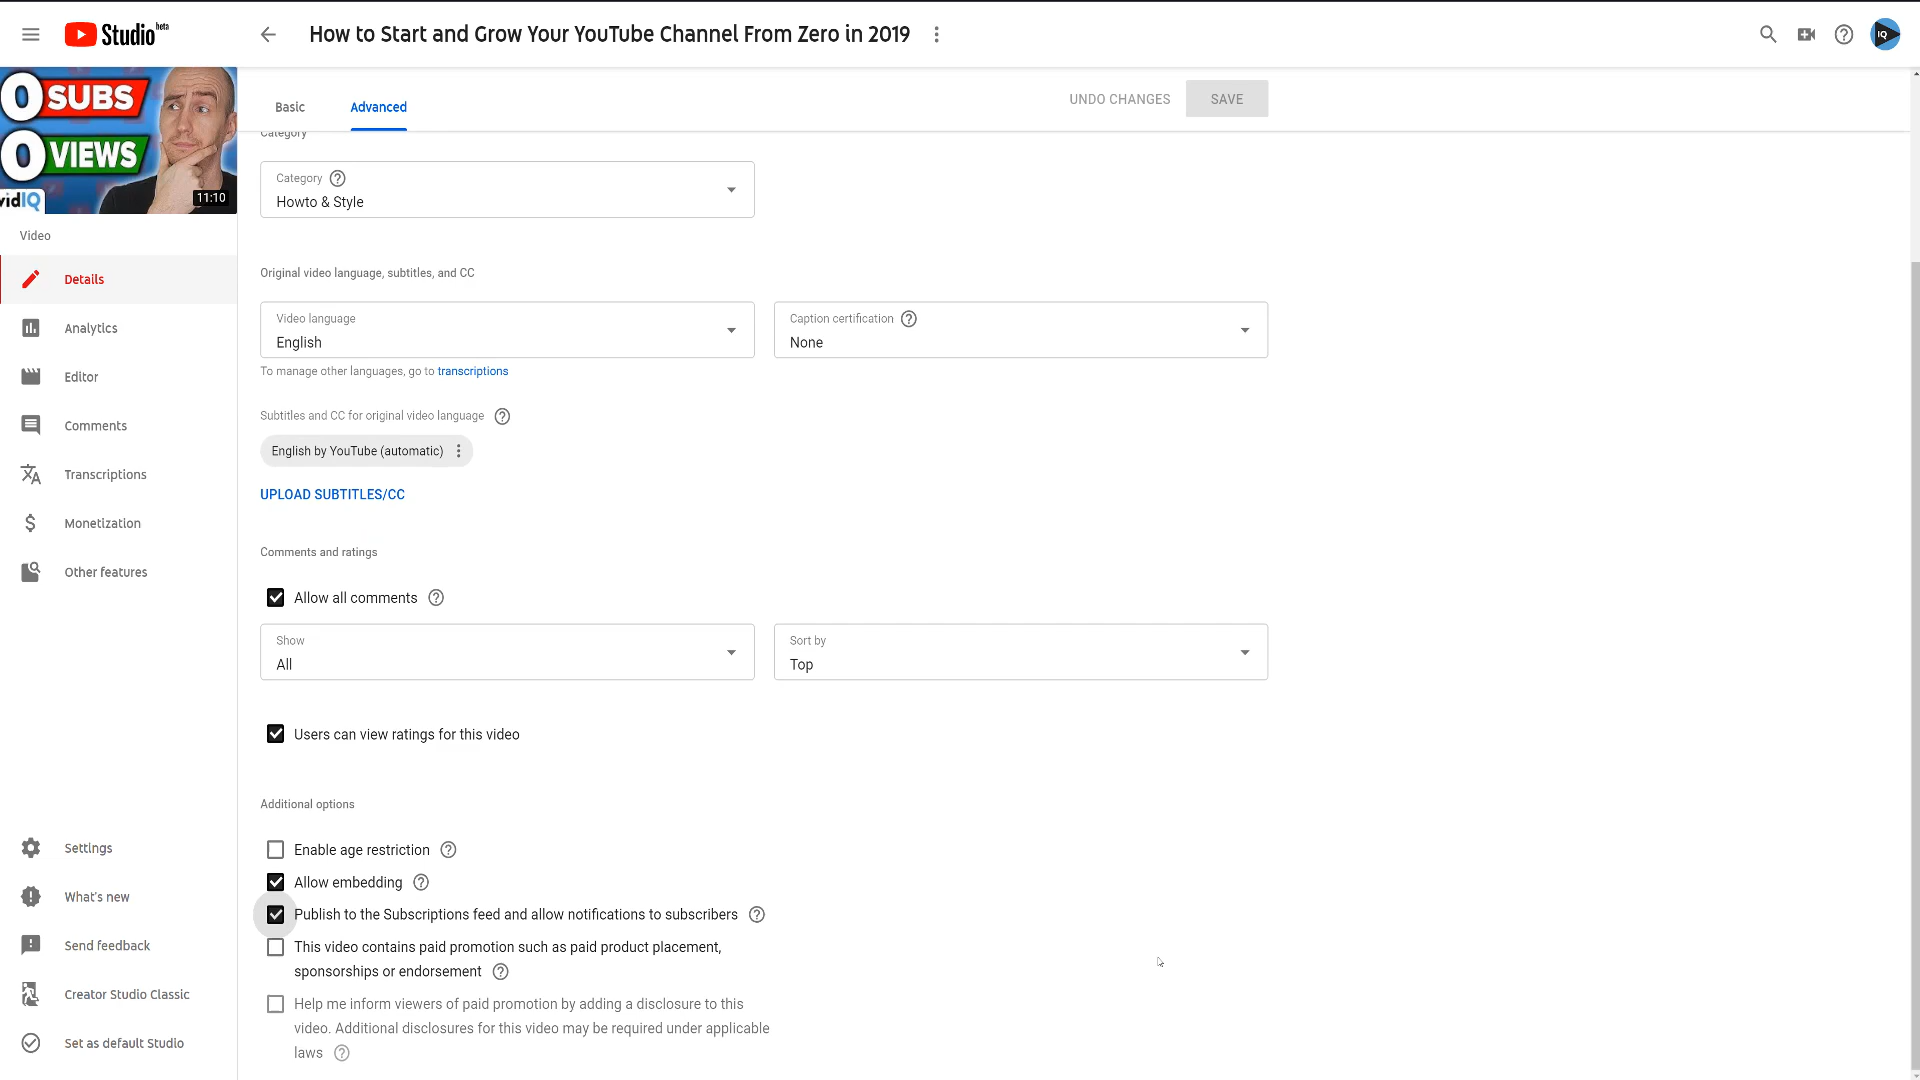 Studio beta
How to Start and Grow Your YouTube Channel From Zero in 2019
IQ
0 SUBS
0 VIEWS
vidIQ
11:10
Basic
Advanced
UNDO CHANGES
SAVE
Video
Details
Analytics
Editor
Comments
Transcriptions
Monetization
Other features
Settings
What's new
Send feedback
Creator Studio Classic
Set as default Studio
Category
Category
Howto & Style
Original video language, subtitles, and CC
Video language
English
Caption certification
None
To manage other languages, go to transcriptions
Subtitles and CC for original video language
English by YouTube (automatic)
UPLOAD SUBTITLES/CC
Comments and ratings
Allow all comments
Show
All
Sort by
Top
Users can view ratings for this video
Additional options
Enable age restriction
Allow embedding
Publish to the Subscriptions feed and allow notifications to subscribers
This video contains paid promotion such as paid product placement,
sponsorships or endorsement
Help me inform viewers of paid promotion by adding a disclosure to this
video. Additional disclosures for this video may be required under applicable
laws